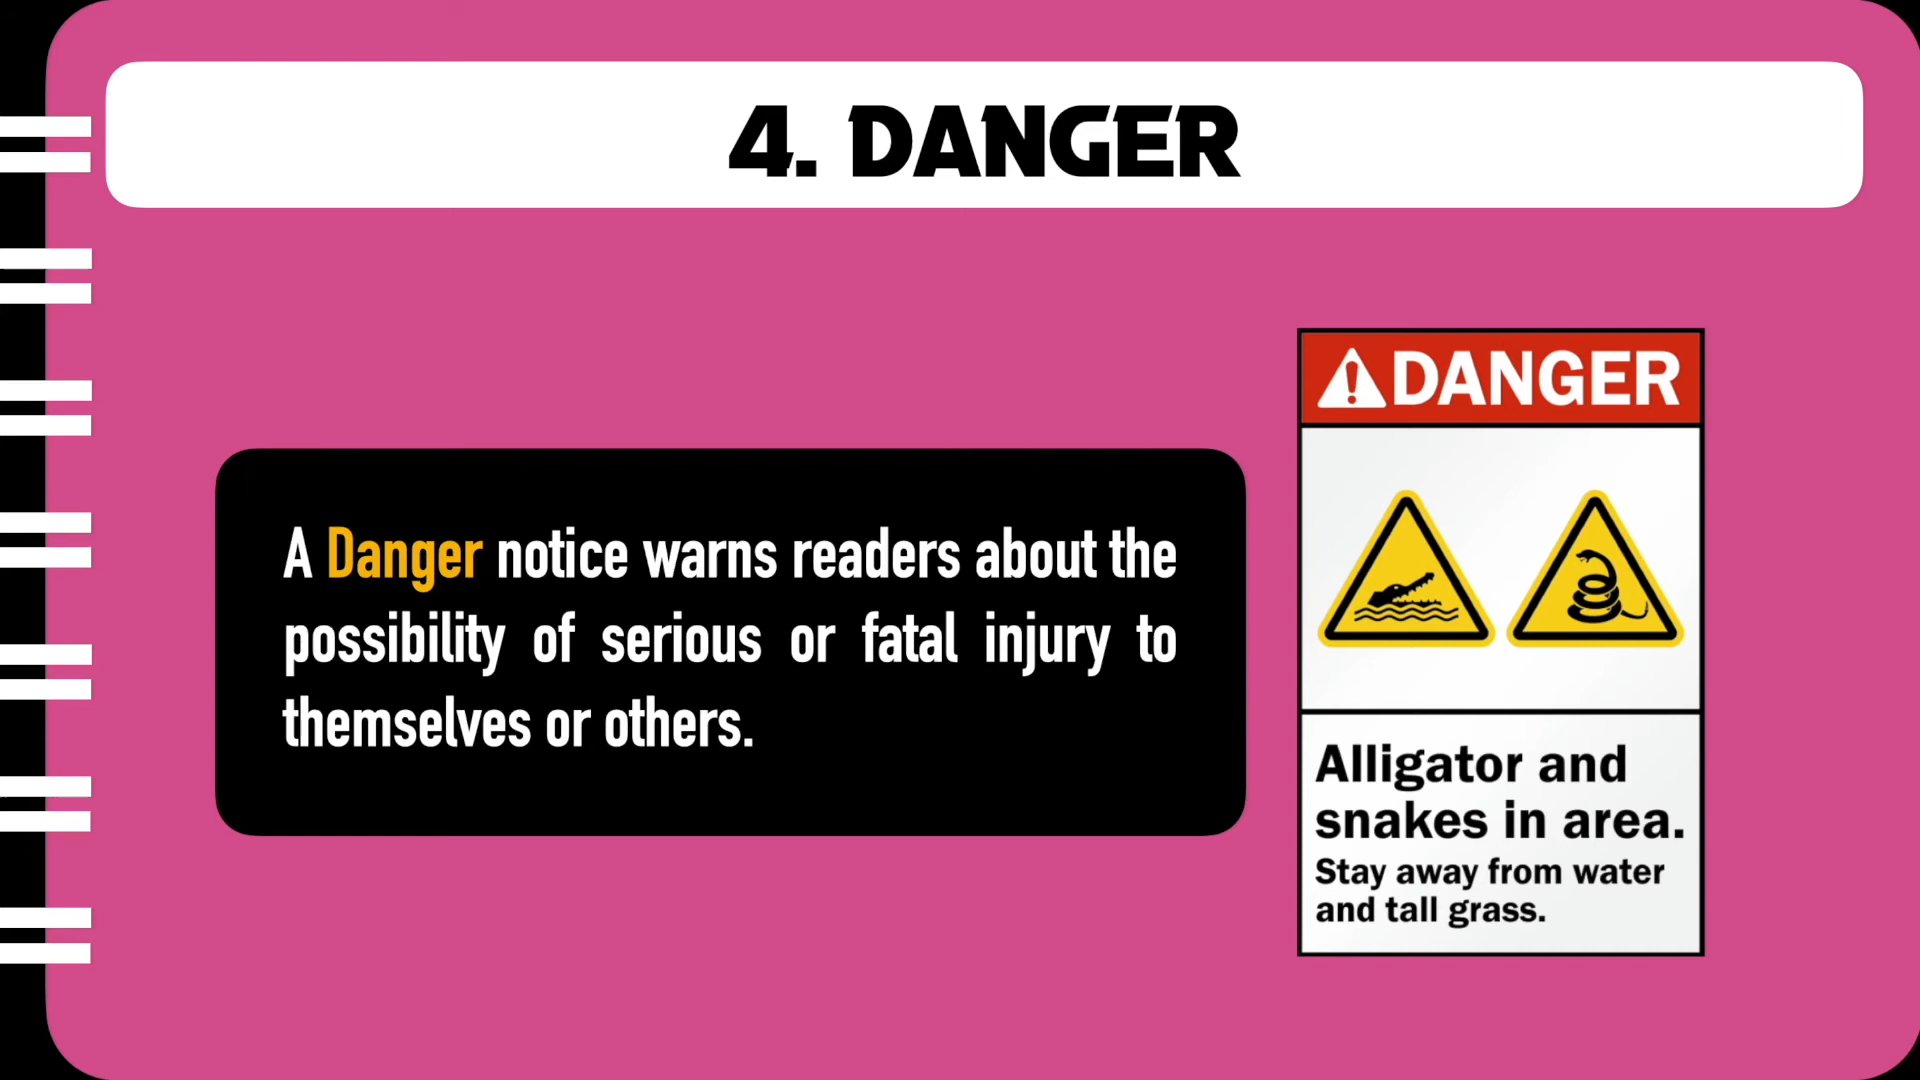 4. DANGER
A Danger notice warns readers about the
possibility of serious or fatal injury to
themselves or others.
DANGER
Alligator and
snakes in area.
Stay away from water
and tall grass.